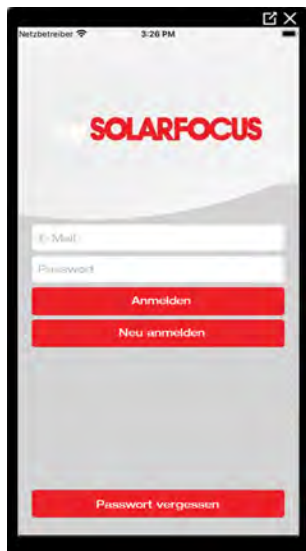 Netzbetreiber 3:26 PM
SOLARFOCUS
E-Mail
Passwort
Anmelden
Neu anmelden
Passwort vergessen